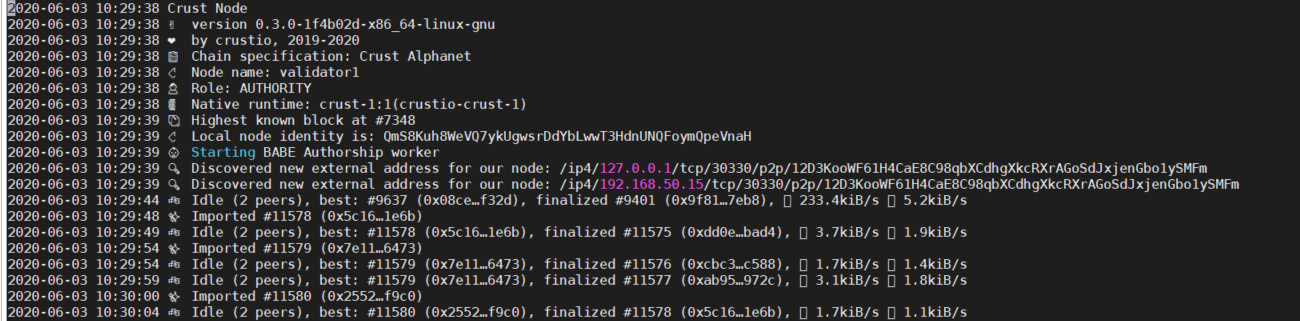 2020-06-03 10:29:38 Crust Node
2020-06-03 10:29:38 ✌ version 0.3.0-1f4b02d-x86_64-linux-gnu
2020-06-03 10:29:38 ❤ by crustio, 2019-2020
2020-06-03 10:29:38 📋 Chain specification: Crust Alphanet
2020-06-03 10:29:38 🏷 Node name: validator1
2020-06-03 10:29:38 👤 Role: AUTHORITY
2020-06-03 10:29:38 Native runtime: crust-1:1(crustio-crust-1)
2020-06-03 10:29:39 Highest known block at #7348
2020-06-03 10:29:39 🏷 Local node identity is: QmS8Kuh8WeVQ7ykUgwsrDdYbLwwT3HdnUNQFoymQpeVnaH
2020-06-03 10:29:39 Starting BABE Authorship worker
2020-06-03 10:29:39 🔍 Discovered new external address for our node: /ip4/127.0.0.1/tcp/30330/p2p/12D3KooWF61H4CaE8C98qbXCdhgXkcRXrAGoSdJxjenGbo1ySMFm
2020-06-03 10:29:39 🔍 Discovered new external address for our node: /ip4/192.168.50.15/tcp/30330/p2p/12D3KooWF61H4CaE8C98qbXCdhgXkcRXrAGoSdJxjenGbo1ySMFm
2020-06-03 10:29:44 💤 Idle (2 peers), best: #9637 (0x08ce…f32d), finalized #9401 (0x9f81…7eb8), 233.4kiB/s 5.2kiB/s
2020-06-03 10:29:48 ✨ Imported #11578 (0x5c16…1e6b)
2020-06-03 10:29:49 💤 Idle (2 peers), best: #11578 (0x5c16…1e6b), finalized #11575 (0xdd0e…bad4), 3.7kiB/s 1.9kiB/s
2020-06-03 10:29:54 ✨ Imported #11579 (0x7e11…6473)
2020-06-03 10:29:54 💤 Idle (2 peers), best: #11579 (0x7e11…6473), finalized #11576 (0xcbc3…c588), 1.7kiB/s 1.4kiB/s
2020-06-03 10:29:59 💤 Idle (2 peers), best: #11579 (0x7e11…6473), finalized #11577 (0xab95…972c), 3.1kiB/s 1.8kiB/s
2020-06-03 10:30:00 ✨ Imported #11580 (0x2552…f9c0)
2020-06-03 10:30:04 💤 Idle (2 peers), best: #11580 (0x2552…f9c0), finalized #11578 (0x5c16…1e6b), 1.7kiB/s 1.1kiB/s